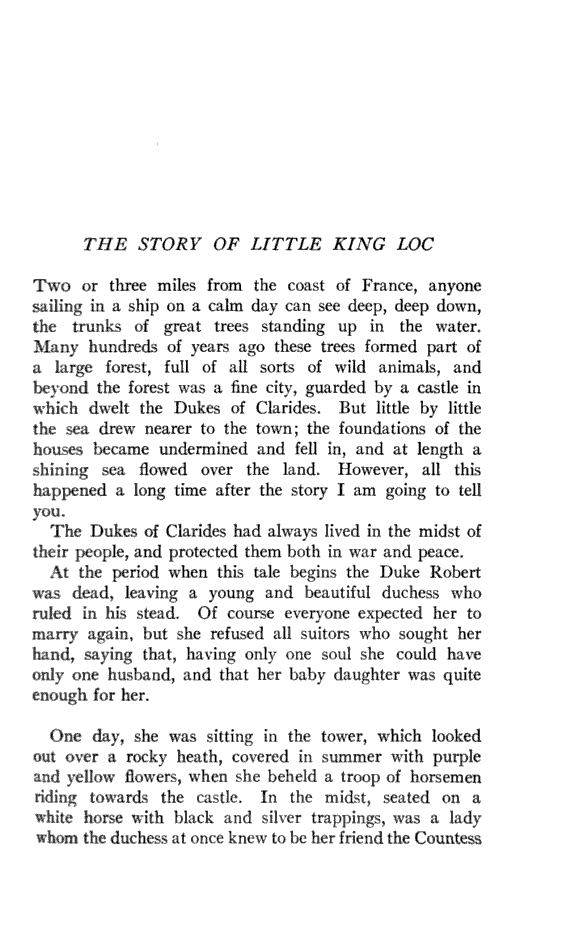 THE STORY OF LITTLE KING LOC
Two or three miles from the coast of France, anyone
sailing in a ship on a calm day can see deep, deep down,
the trunks of great trees standing up in the water.
Many hundreds of years ago these trees formed part of
a large forest, full of all sorts of wild animals, and
beyond the forest was a fine city, guarded by a castle in
which dwelt the Dukes of Clarides. But little by little
the sea drew nearer to the town; the foundations of the
houses became undermined and fell in, and at length a
shining sea flowed over the land. However, all this
happened a long time after the story I am going to tell
you.
The Dukes of Clarides had always lived in the midst of
their people, and protected them both in war and peace.
At the period when this tale begins the Duke Robert
was dead, leaving a young and beautiful duchess who
ruled in his stead. Of course everyone expected her to
marry again, but she refused all suitors who sought her
hand, saying that, having only one soul she could have
only one husband, and that her baby daughter was quite
enough for her.
One day, she was sitting in the tower, which looked
out over a rocky heath, covered in summer with purple
and yellow flowers, when she beheld a troop of horsemen
riding towards the castle. In the midst, seated on a
white horse with black and silver trappings, was a lady
whom the duchess at once knew to be her friend the Countess